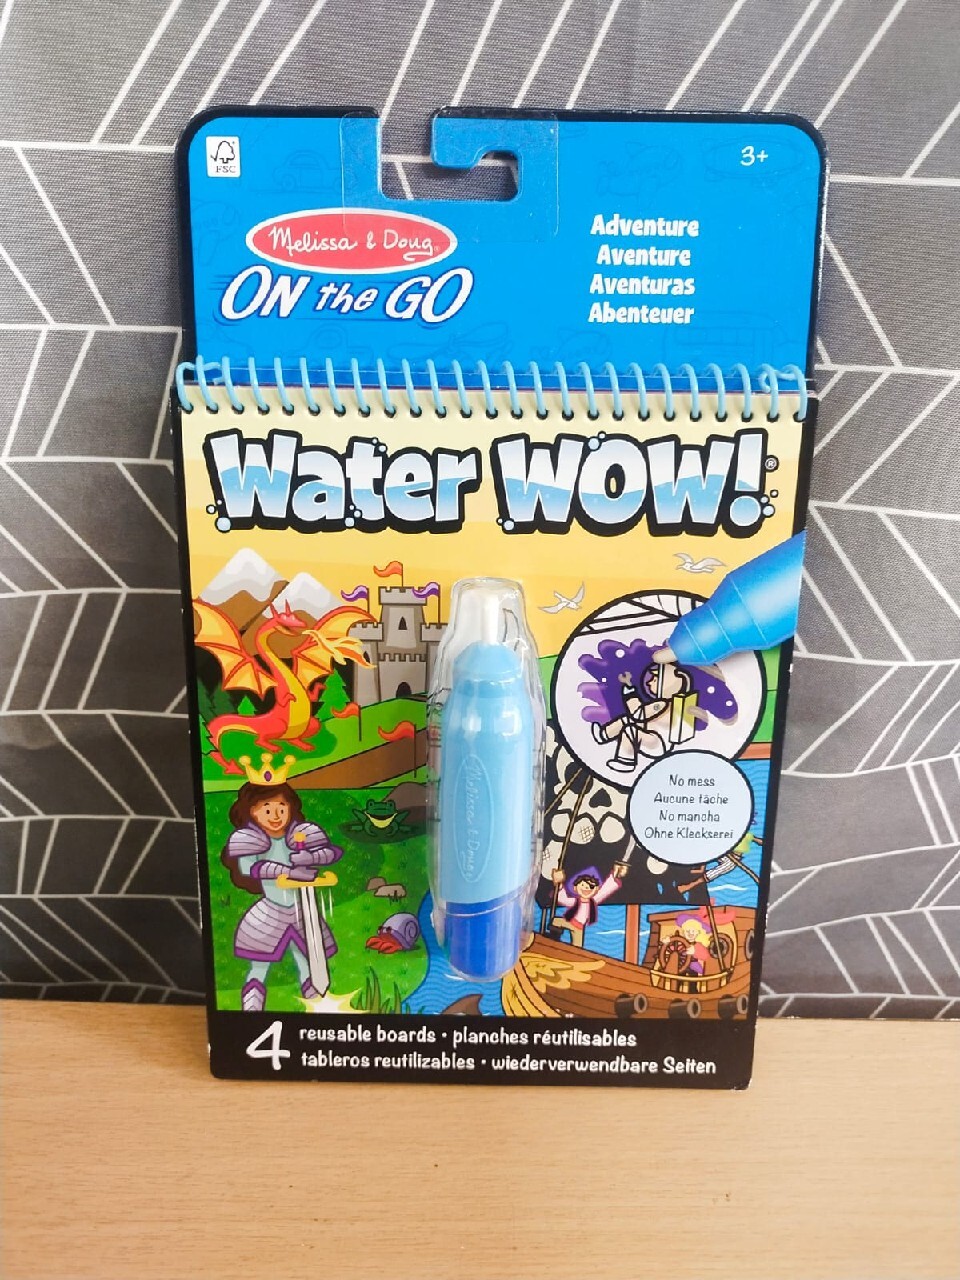 FSC
3+
Melissa & Doug®
ON the GO
Adventure
Aventure
Aventuras
Abenteuer
Water WOW!®
No mess
Aucune tâche
No mancha
Ohne Kleckserei
Melissa & Doug
4 reusable boards • planches réutilisables
tableros reutilizables • wiederverwendbare Seiten